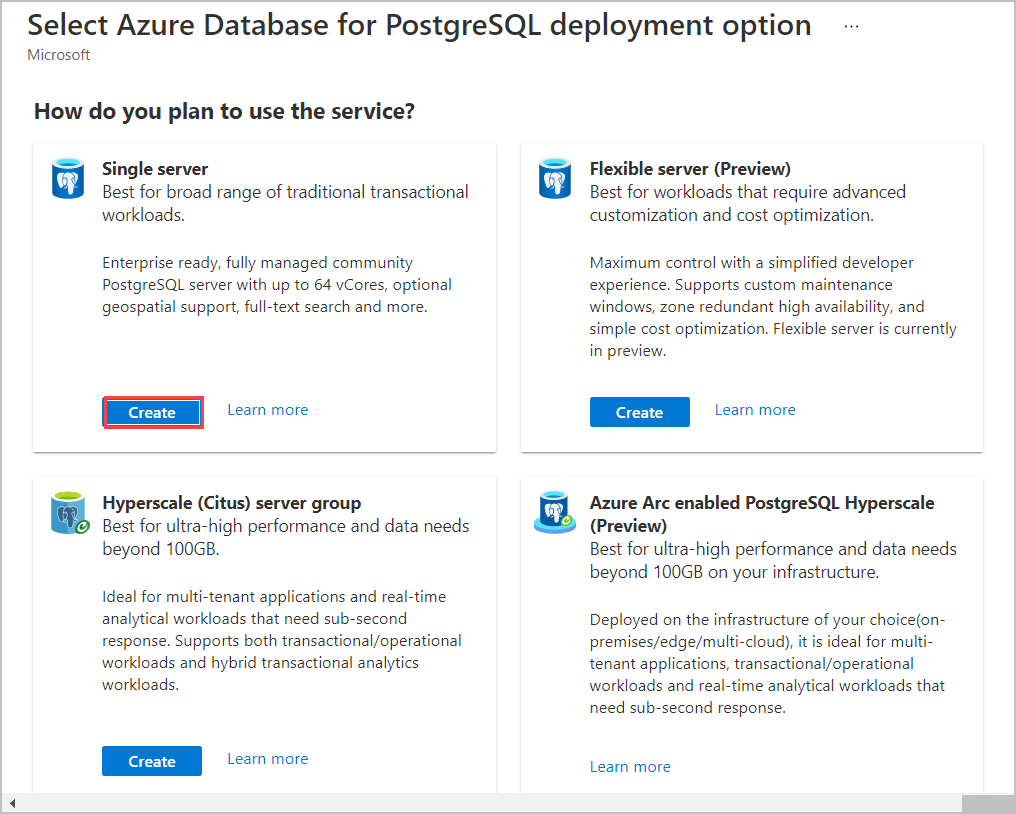 Select Azure Database for PostgreSQL deployment option ...
Microsoft
How do you plan to use the service?
Single server
Best for broad range of traditional transactional
workloads.
Enterprise ready, fully managed community
PostgreSQL server with up to 64 vCores, optional
geospatial support, full-text search and more.
Create Learn more
Flexible server (Preview)
Best for workloads that require advanced
customization and cost optimization.
Maximum control with a simplified developer
experience. Supports custom maintenance
windows, zone redundant high availability, and
simple cost optimization. Flexible server is currently
in preview.
Create Learn more
Hyperscale (Citus) server group
Best for ultra-high performance and data needs
beyond 100GB.
Ideal for multi-tenant applications and real-time
analytical workloads that need sub-second
response. Supports both transactional/operational
workloads and hybrid transactional analytics
workloads.
Create Learn more
Azure Arc enabled PostgreSQL Hyperscale
(Preview)
Best for ultra-high performance and data needs
beyond 100GB on your infrastructure.
Deployed on the infrastructure of your choice(on-
premises/edge/multi-cloud), it is ideal for multi-
tenant applications, transactional/operational
workloads and real-time analytical workloads that
need sub-second response.
Learn more